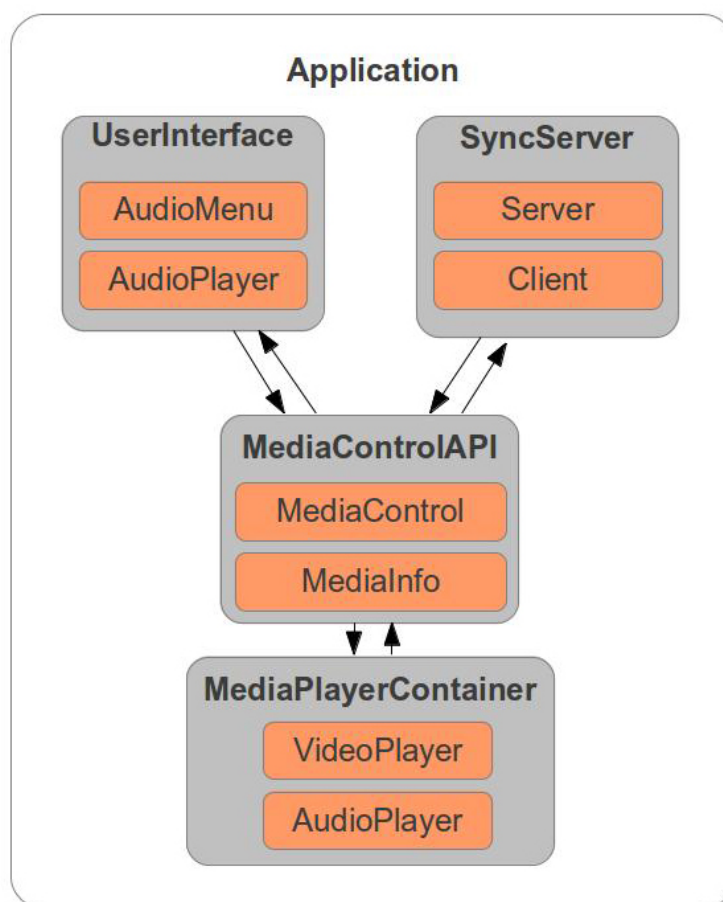 Application
UserInterface
AudioMenu
AudioPlayer
SyncServer
Server
Client
MediaControlAPI
MediaControl
MediaInfo
MediaPlayerContainer
VideoPlayer
AudioPlayer